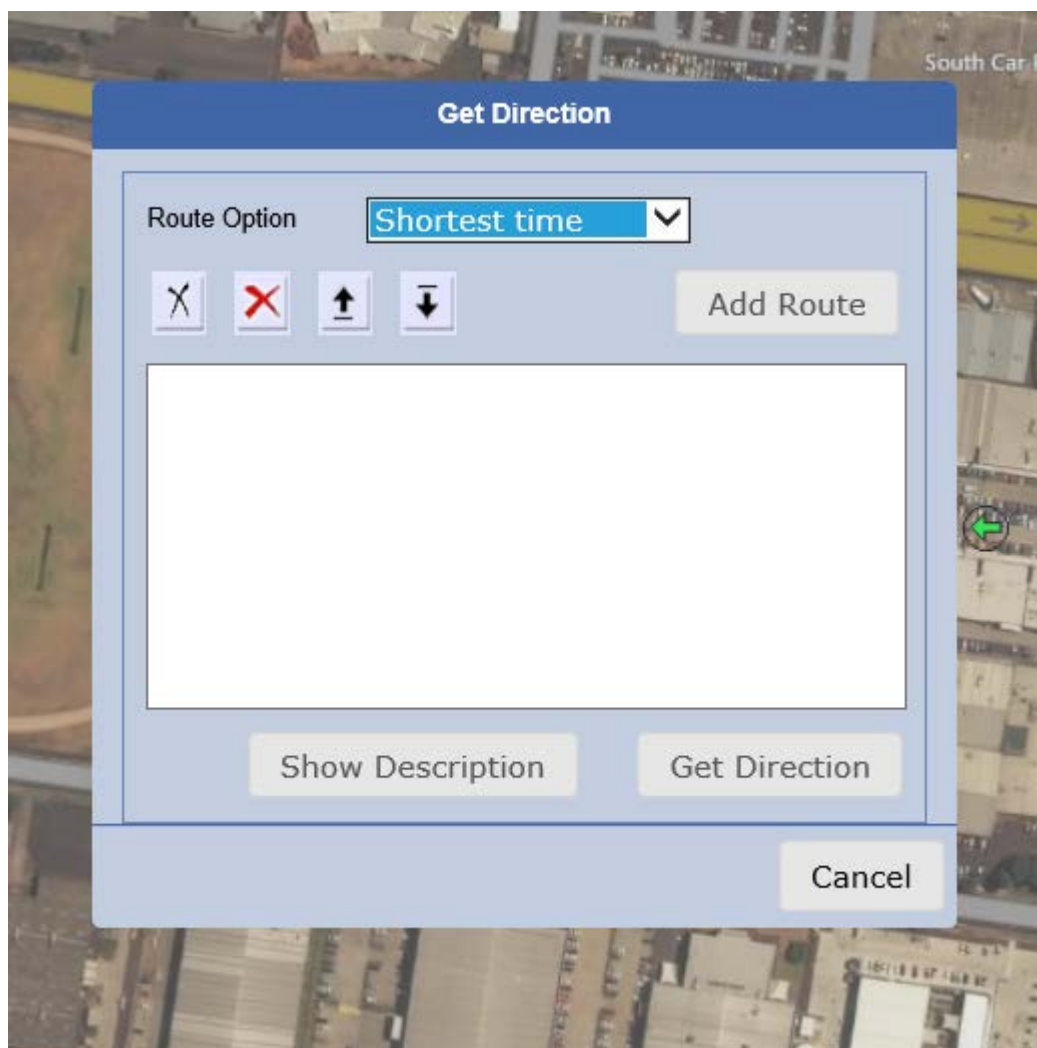 South Car
Get Direction
Route Option
Shortest time
Add Route
Show Description
Get Direction
Cancel